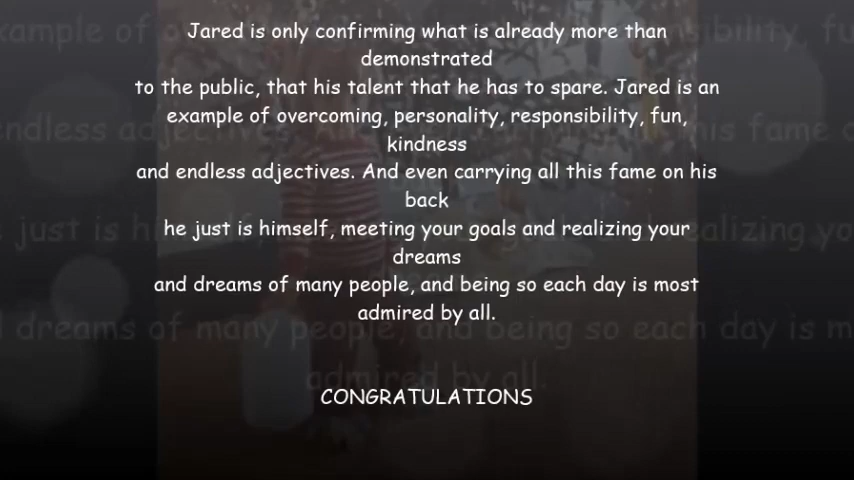 Jared is only confirming what is already more than
demonstrated
to the public, that his talent that he has to spare. Jared is an
example of overcoming, personality, responsibility, fun,
kindness
and endless adjectives. And even carrying all this fame on his
back
he just is himself, meeting your goals and realizing your
dreams
and dreams of many people, and being so each day is most
admired by all.
CONGRATULATIONS